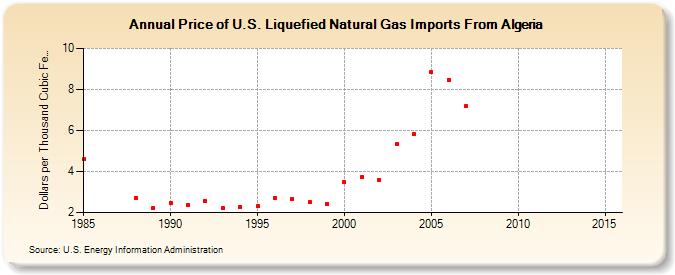 Annual Price of U.S. Liquefied Natural Gas Imports From Algeria
Dollars per Thousand Cubic Fe...
10
8
6
4
2
1985 1990 1995 2000 2005 2010 2015
Source: U.S. Energy Information Administration